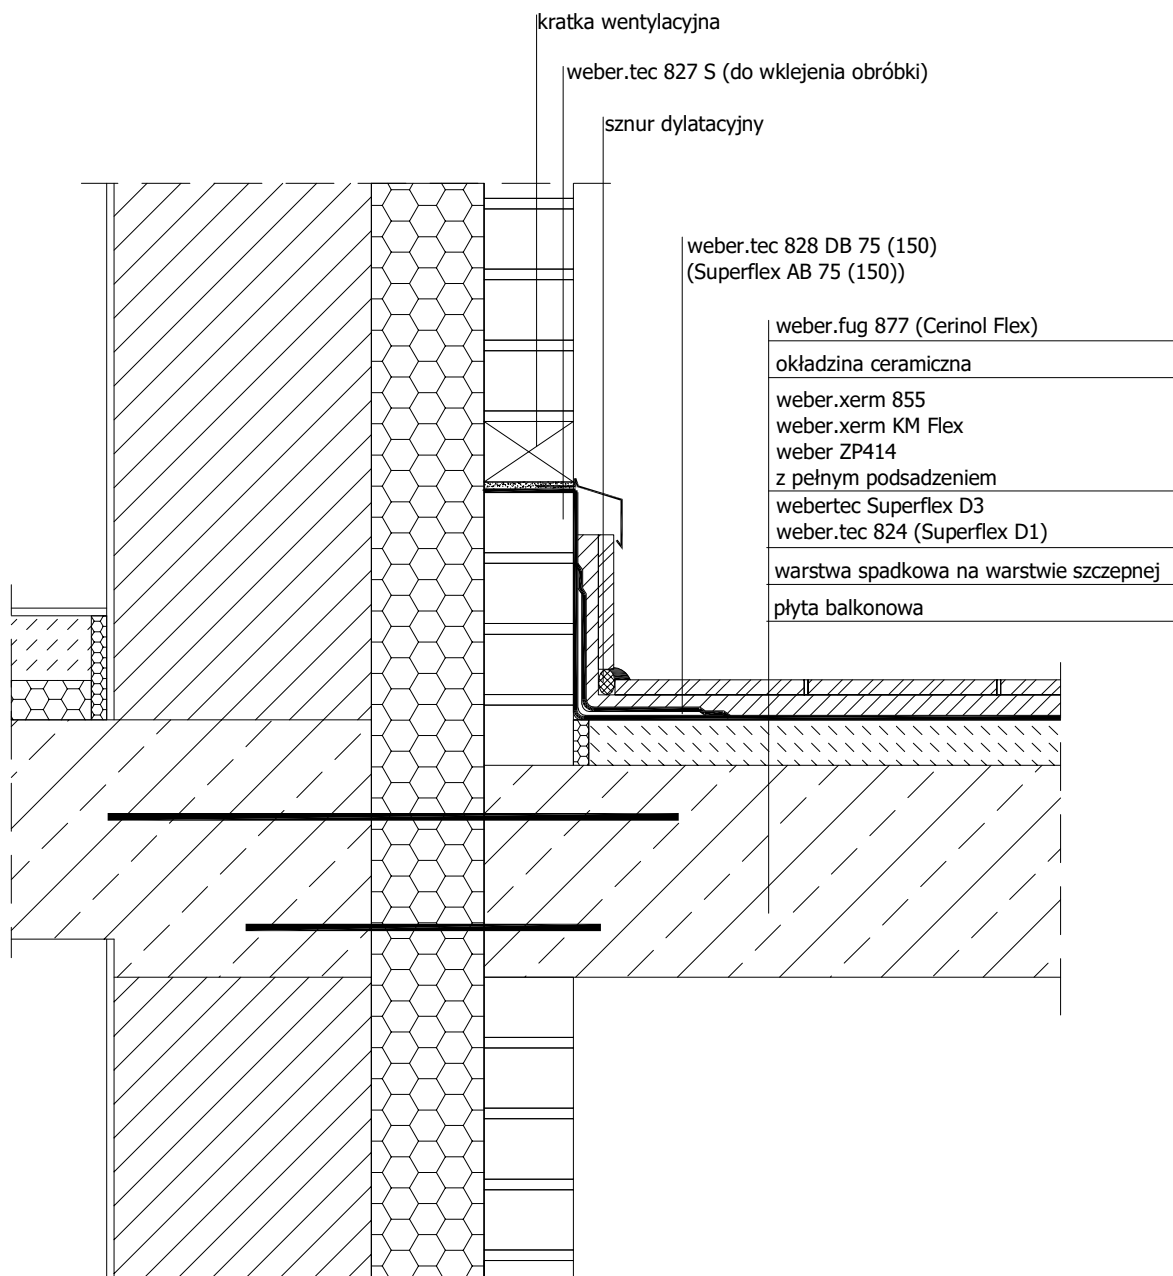 kratka wentylacyjna
weber.tec 827 S (do wklejenia obróbki)
sznur dylatacyjny
weber.tec 828 DB 75 (150)
(Superflex AB 75 (150))
weber.fug 877 (Cerinol Flex)
okładzina ceramiczna
weber.xerm 855
weber.xerm KM Flex
weber ZP414
z pełnym podsadzeniem
webertec Superflex D3
weber.tec 824 (Superflex D1)
warstwa spadkowa na warstwie szczepnej
płyta balkonowa